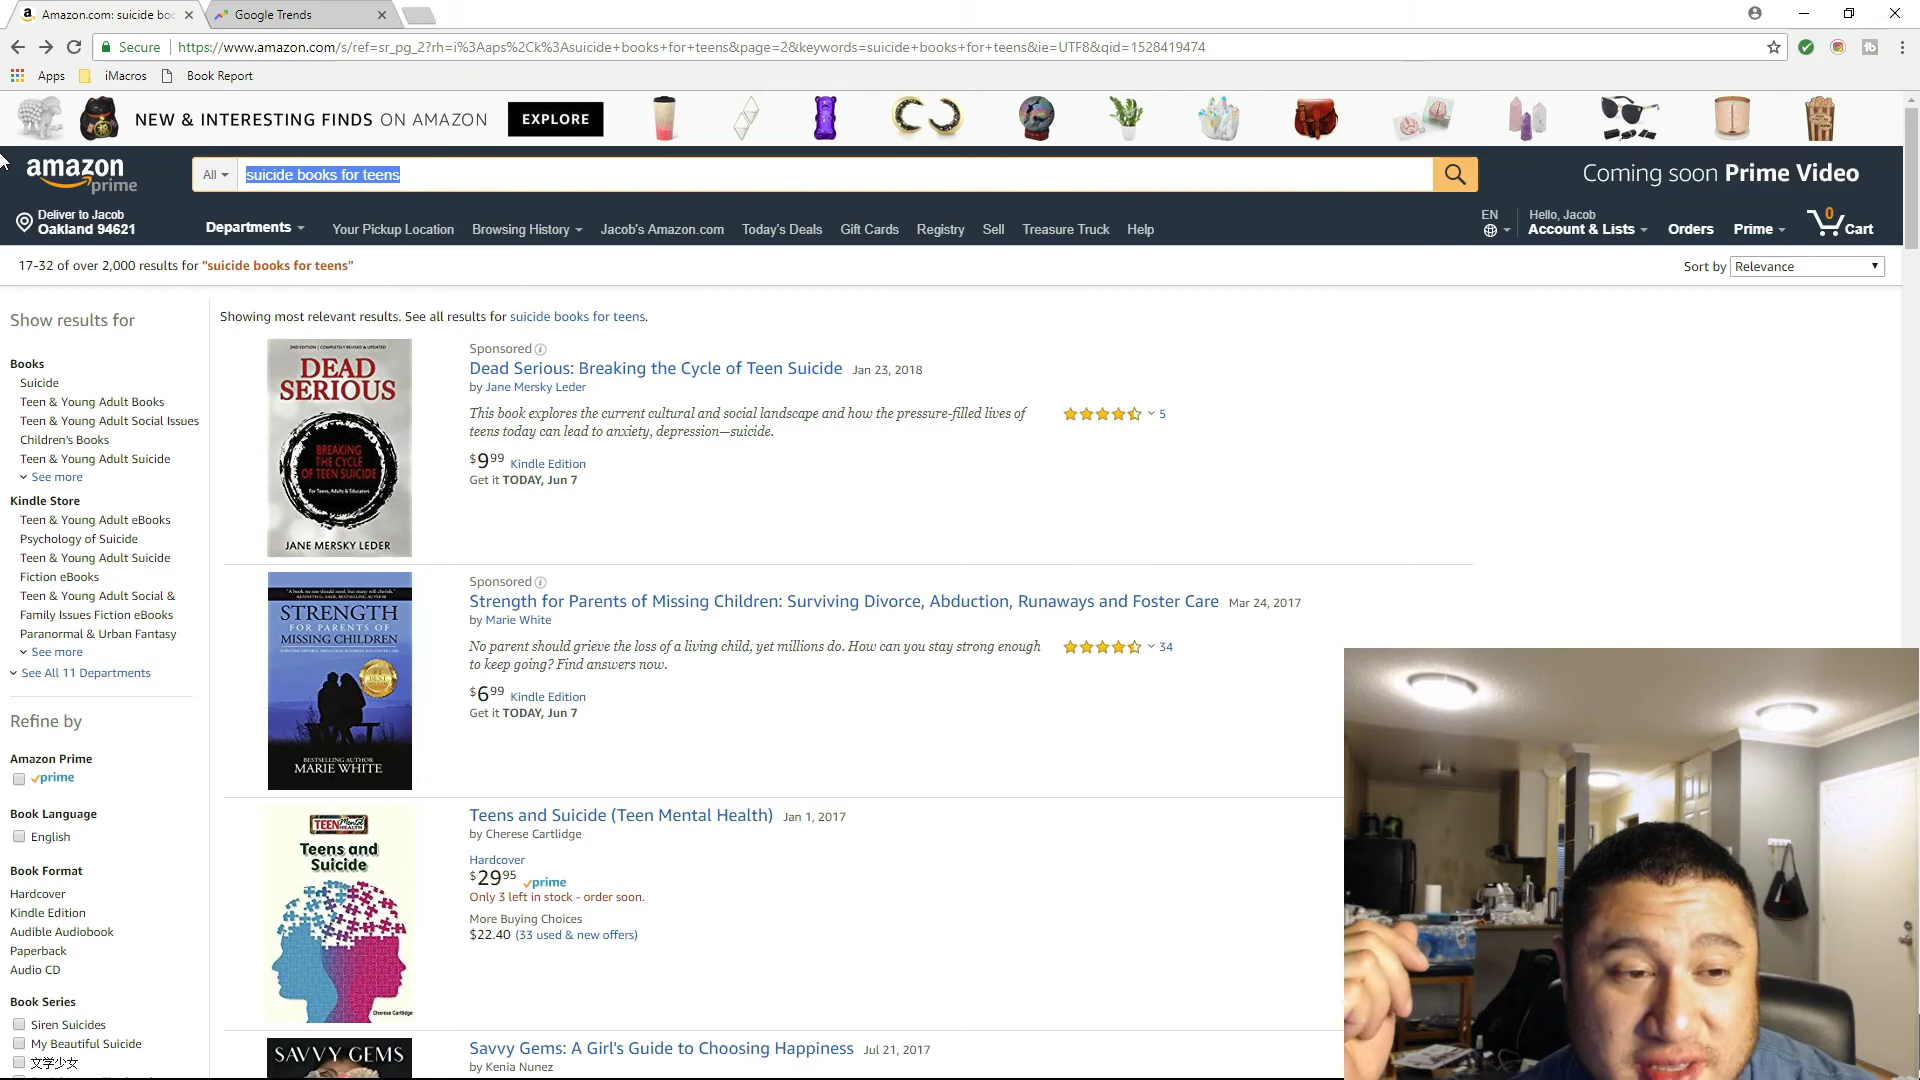 Amazon.com: suicide boo
Google Trends
Secure
https://www.amazon.com/s/ref=sr_pg_2?rh=i%3Aaps%2Ck%3Asuicide+books+for+teens&page=2&keywords=suicide+books+for+teens&ie=UTF8&qid=1528419474
Apps
iMacros
Book Report
NEW & INTERESTING FINDS ON AMAZON
EXPLORE
amazon prime
All
suicide books for teens
Coming soon Prime Video
Deliver to Jacob
Oakland 94621
Departments
Your Pickup Location
Browsing History
Jacob's Amazon.com
Today's Deals
Gift Cards
Registry
Sell
Treasure Truck
Help
EN
Hello, Jacob
Account & Lists
Orders
Prime
0
Cart
17-32 of over 2,000 results for "suicide books for teens"
Sort by Relevance
Show results for
Books
Suicide
Teen & Young Adult Books
Teen & Young Adult Social Issues
Children's Books
Teen & Young Adult Suicide
See more
Kindle Store
Teen & Young Adult eBooks
Psychology of Suicide
Teen & Young Adult Suicide
Fiction eBooks
Teen & Young Adult Social &
Family Issues Fiction eBooks
Paranormal & Urban Fantasy
See more
See All 11 Departments
Refine by
Amazon Prime
prime
Book Language
English
Book Format
Hardcover
Kindle Edition
Audible Audiobook
Paperback
Audio CD
Book Series
Siren Suicides
My Beautiful Suicide
文学少女
Showing most relevant results. See all results for suicide books for teens.
2ND EDITION | COMPLETELY REVISED & UPDATED
DEAD
SERIOUS
BREAKING
THE CYCLE
OF TEEN SUICIDE
For Teens, Adults & Educators
JANE MERSKY LEDER
Sponsored
Dead Serious: Breaking the Cycle of Teen Suicide Jan 23, 2018
by Jane Mersky Leder
This book explores the current cultural and social landscape and how the pressure-filled lives of
teens today can lead to anxiety, depression—suicide.
5
$9 99 Kindle Edition
Get it TODAY, Jun 7
STRENGTH
FOR PARENTS OF
MISSING CHILDREN
BESTSELLING AUTHOR
MARIE WHITE
Sponsored
Strength for Parents of Missing Children: Surviving Divorce, Abduction, Runaways and Foster Care Mar 24, 2017
by Marie White
No parent should grieve the loss of a living child, yet millions do. How can you stay strong enough
to keep going? Find answers now.
34
$6 99 Kindle Edition
Get it TODAY, Jun 7
TEEN Mental
HEALTH
Teens and
Suicide
Cherese Cartlidge
Teens and Suicide (Teen Mental Health) Jan 1, 2017
by Cherese Cartlidge
Hardcover
$29 95 prime
Only 3 left in stock - order soon.
More Buying Choices
$22.40 (33 used & new offers)
SAVVY GEMS
Savvy Gems: A Girl's Guide to Choosing Happiness Jul 21, 2017
by Kenia Nunez